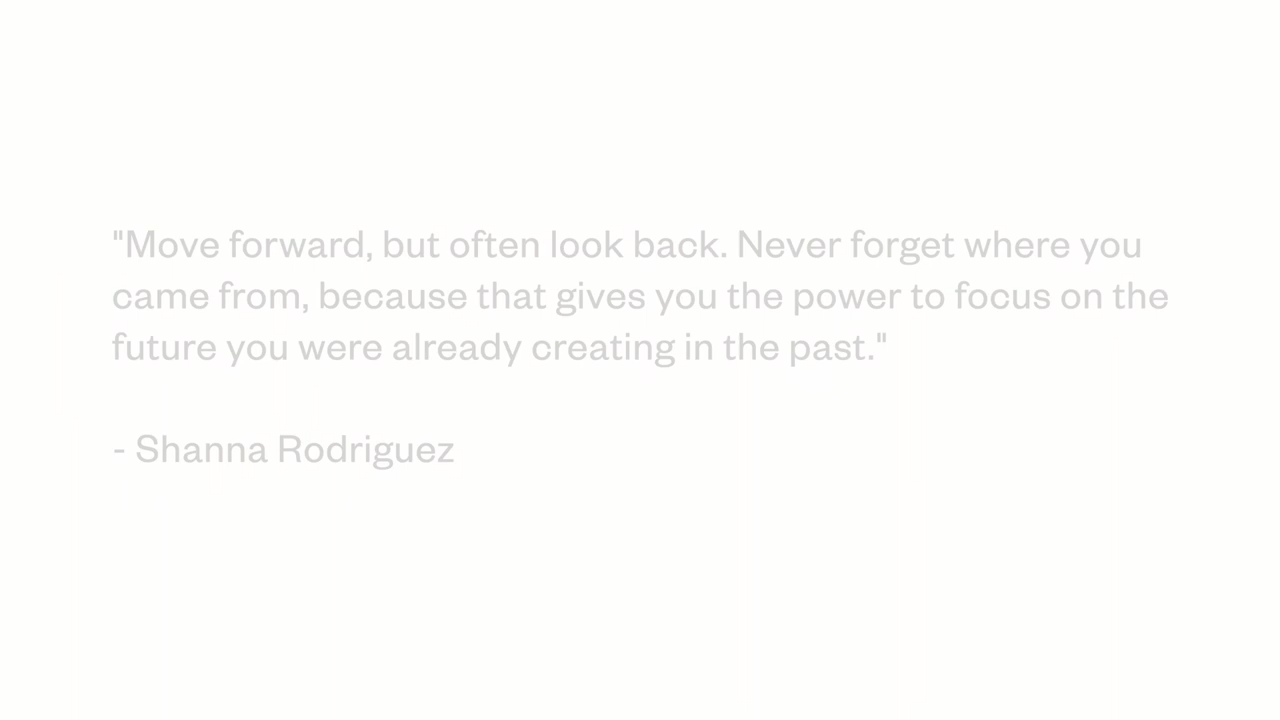 "Move forward, but often look back. Never forget where you
came from, because that gives you the power to focus on the
future you were already creating in the past."
- Shanna Rodriguez